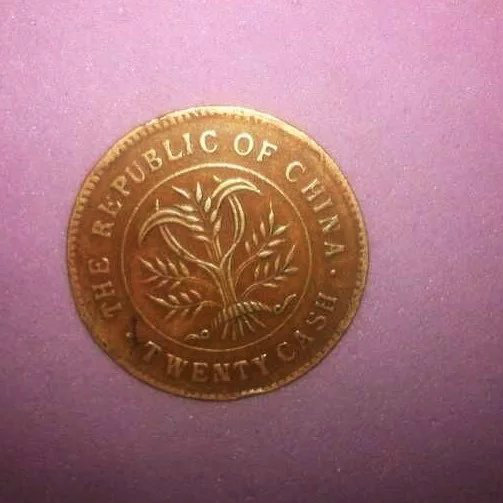 THE REPUBLIC OF CHINA
TWENTY CASH